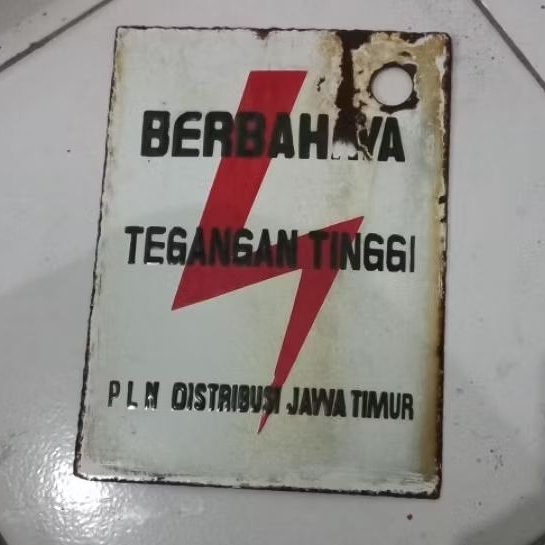 BERBAHAYA
TEGANGAN TINGGI
P L N DISTRIBUSI JAWA TIMUR